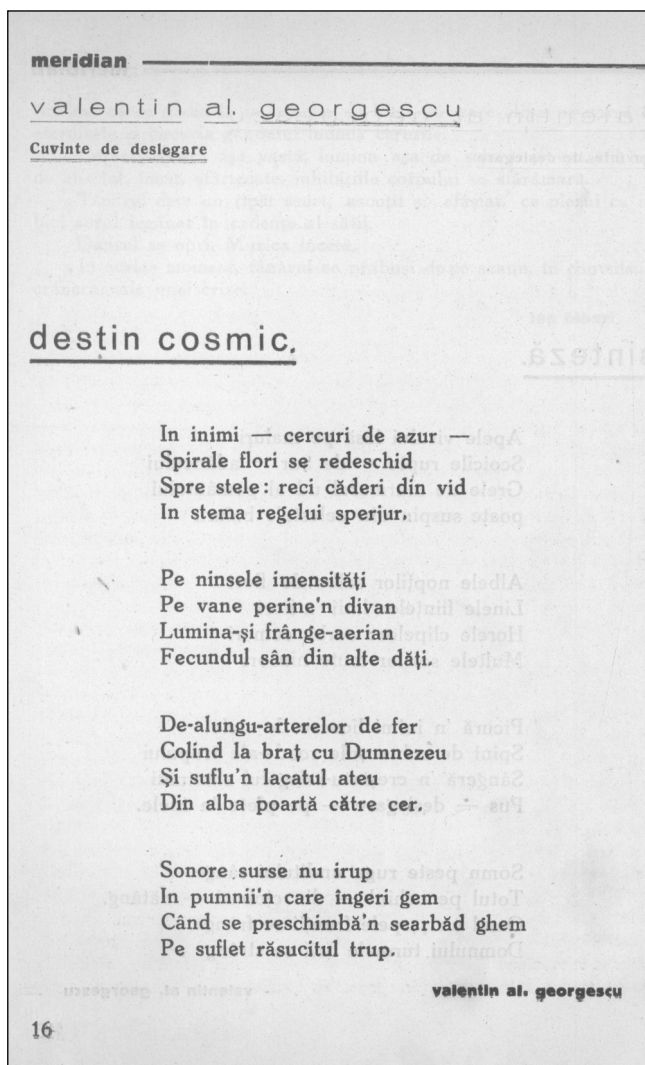 meridian
valentin al. georgescu
Cuvinte de deslegare
destin cosmic.
In inimi — cercuri de azur —
Spirale flori se redeschid
Spre stele: reci căderi din vid
In stema regelui sperjur.
Pe ninsele imensități
Pe vane perine'n divan
Lumina-și frânge-aerian
Fecundul sân din alte dăți.
De-alungu-arterelor de fer
Colind la braț cu Dumnezeu
Și suflu'n lacatul ateu
Din alba poartă către cer.
Sonore surse nu irup
In pumnii'n care îngeri gem
Când se preschimbă'n searbăd ghem
Pe suflet răsucitul trup.
valentin al. georgescu
16